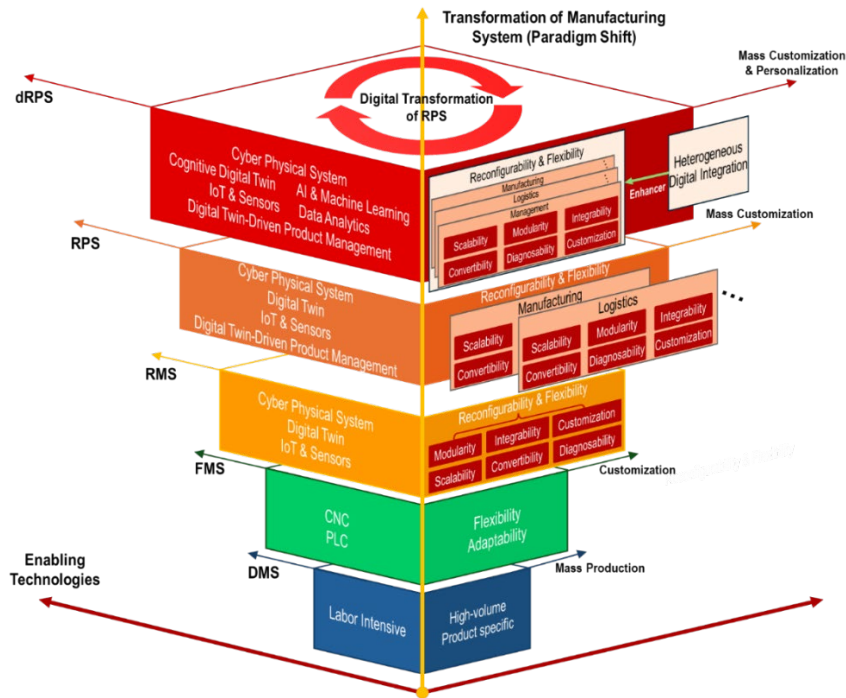 Transformation of Manufacturing
System (Paradigm Shift)
Mass Customization
& Personalization
dRPS
Digital Transformation
of RPS
Cyber Physical System
Cognitive Digital Twin
AI & Machine Learning
IoT & Sensors
Data Analytics
Digital Twin-Driven Product Management
Reconfigurability & Flexibility
Manufacturing
Logistics
Management
Scalability
Modularity
Integrability
Convertibility
Diagnosability
Customization
Enhancer
Heterogeneous
Digital Integration
RPS
Mass Customization
Cyber Physical System
Digital Twin
IoT & Sensors
Digital Twin-Driven Product Management
Reconfigurability & Flexibility
Manufacturing
Scalability
Convertibility
Logistics
Scalability
Modularity
Integrability
Convertibility
Diagnosability
Customization
...
RMS
Cyber Physical System
Digital Twin
IoT & Sensors
Reconfigurability & Flexibility
Modularity
Integrability
Customization
Scalability
Convertibility
Diagnosability
FMS
Customization
CNC
PLC
Flexibility
Adaptability
Enabling
Technologies
DMS
Mass Production
Labor Intensive
High-volume
Product specific